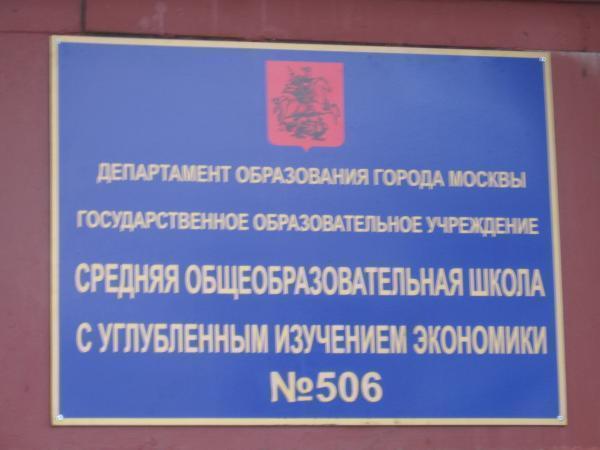 ДЕПАРТАМЕНТ ОБРАЗОВАНИЯ ГОРОДА МОСКВЫ
ГОСУДАРСТВЕННОЕ ОБРАЗОВАТЕЛЬНОЕ УЧРЕЖДЕНИЕ
СРЕДНЯЯ ОБЩЕОБРАЗОВАТЕЛЬНАЯ ШКОЛА
С УГЛУБЛЕННЫМ ИЗУЧЕНИЕМ ЭКОНОМИКИ
№506